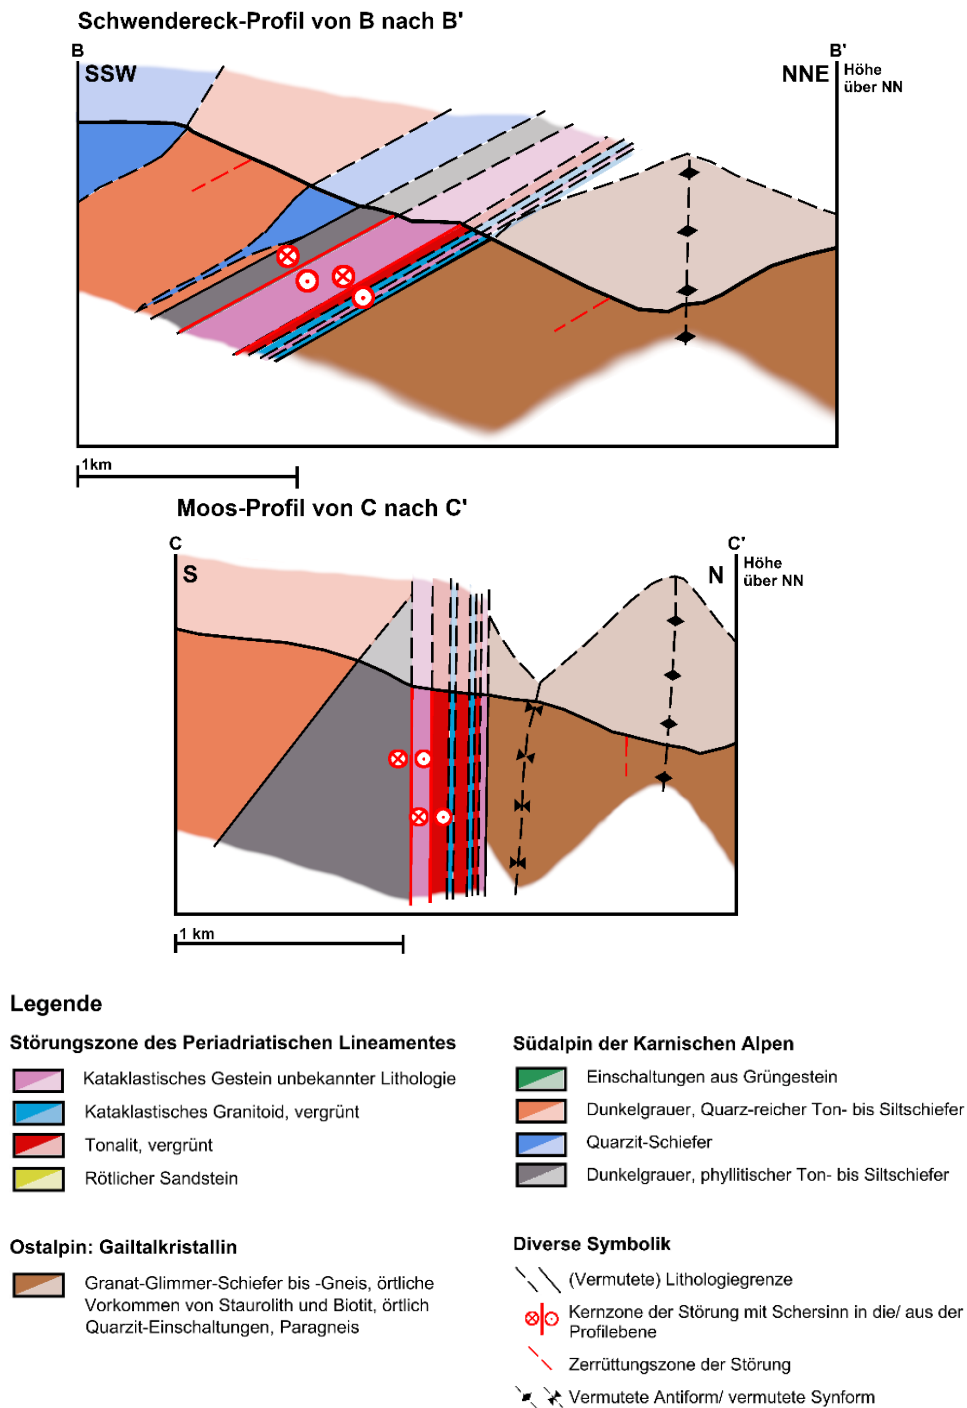 Schwendereck-Profil von B nach B'
B
B'
SSW
NNE
Höhe
über NN
1km
Moos-Profil von C nach C'
C
C'
S
N
Höhe
über NN
1 km
Legende
Störungszone des Periadriatischen Lineamentes
Kataklastisches Gestein unbekannter Lithologie
Kataklastisches Granitoid, vergrünt
Tonalit, vergrünt
Rötlicher Sandstein
Südalpin der Karnischen Alpen
Einschaltungen aus Grüngestein
Dunkelgrauer, Quarz-reicher Ton- bis Siltschiefer
Quarzit-Schiefer
Dunkelgrauer, phyllitischer Ton- bis Siltschiefer
Ostalpin: Gailtalkristallin
Granat-Glimmer-Schiefer bis -Gneis, örtliche
Vorkommen von Staurolith und Biotit, örtlich
Quarzit-Einschaltungen, Paragneis
Diverse Symbolik
(Vermutete) Lithologiegrenze
Kernzone der Störung mit Schersinn in die/ aus der
Profilebene
Zerrüttungszone der Störung
Vermutete Antiform/ vermutete Synform